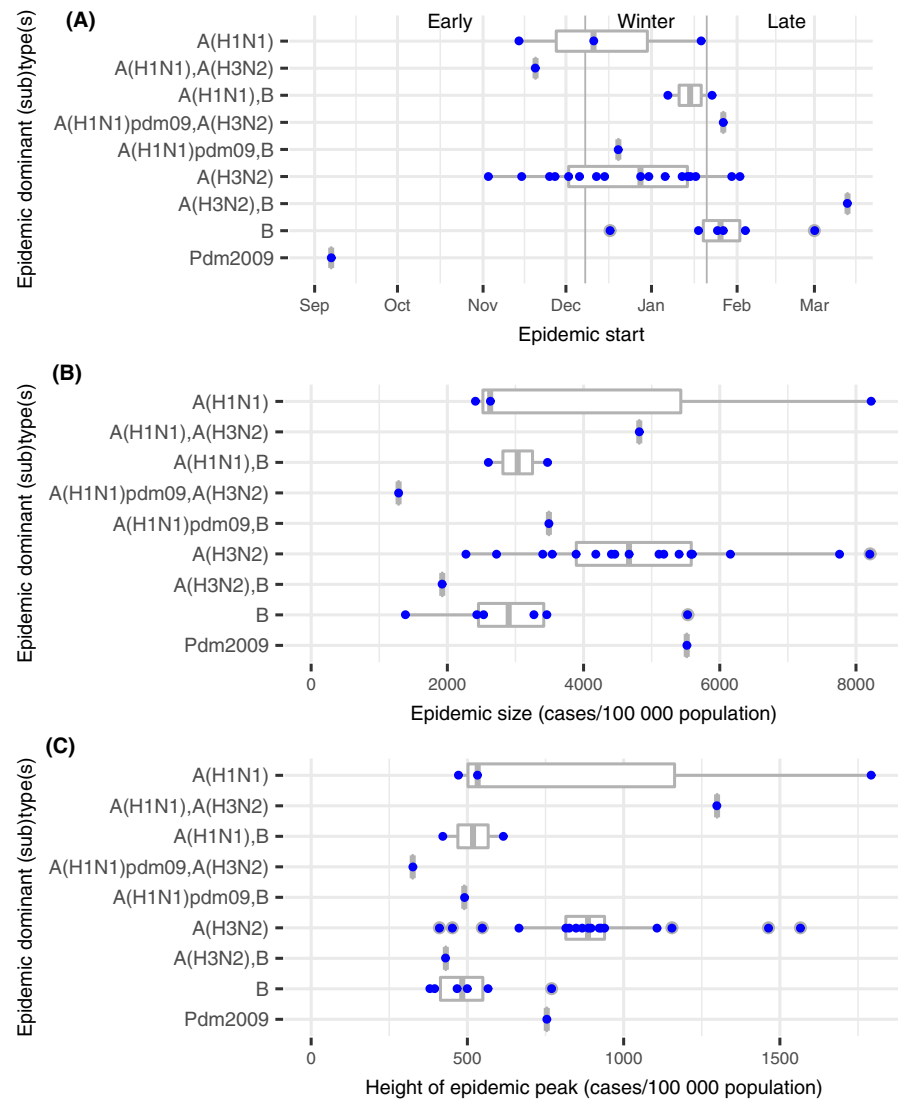 (A)
Early Winter Late
Epidemic dominant (sub)type(s)
A(H1N1)
A(H1N1),A(H3N2)
A(H1N1),B
A(H1N1)pdm09,A(H3N2)
A(H1N1)pdm09,B
A(H3N2)
A(H3N2),B
B
Pdm2009
Sep Oct Nov Dec Jan Feb Mar
Epidemic start
(B)
Epidemic dominant (sub)type(s)
A(H1N1)
A(H1N1),A(H3N2)
A(H1N1),B
A(H1N1)pdm09,A(H3N2)
A(H1N1)pdm09,B
A(H3N2)
A(H3N2),B
B
Pdm2009
0 2000 4000 6000 8000
Epidemic size (cases/100 000 population)
(C)
Epidemic dominant (sub)type(s)
A(H1N1)
A(H1N1),A(H3N2)
A(H1N1),B
A(H1N1)pdm09,A(H3N2)
A(H1N1)pdm09,B
A(H3N2)
A(H3N2),B
B
Pdm2009
0 500 1000 1500
Height of epidemic peak (cases/100 000 population)